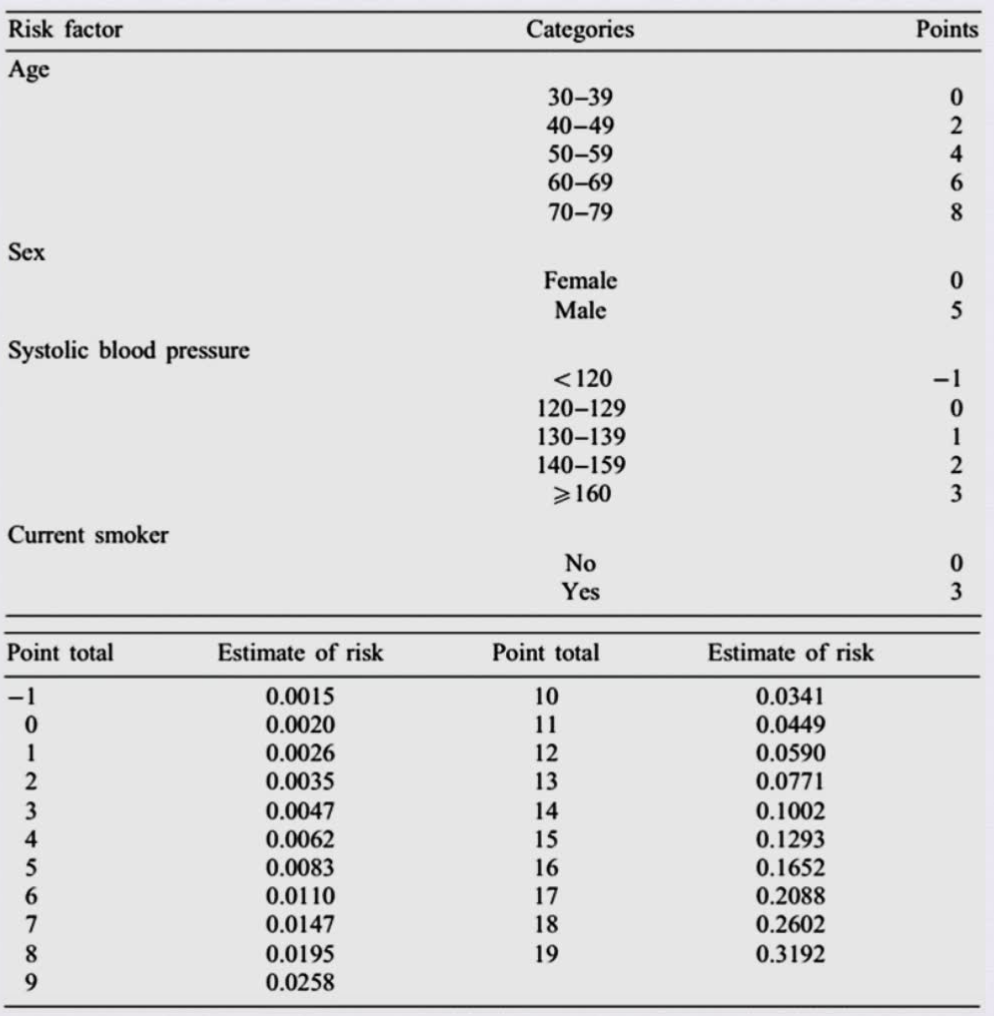 Risk factor Categories Points
Age
30–39 0
40–49 2
50–59 4
60–69 6
70–79 8
Sex
Female 0
Male 5
Systolic blood pressure
<120 −1
120–129 0
130–139 1
140–159 2
⩾160 3
Current smoker
No 0
Yes 3
Point total Estimate of risk Point total Estimate of risk
−1 0.0015 10 0.0341
0 0.0020 11 0.0449
1 0.0026 12 0.0590
2 0.0035 13 0.0771
3 0.0047 14 0.1002
4 0.0062 15 0.1293
5 0.0083 16 0.1652
6 0.0110 17 0.2088
7 0.0147 18 0.2602
8 0.0195 19 0.3192
9 0.0258